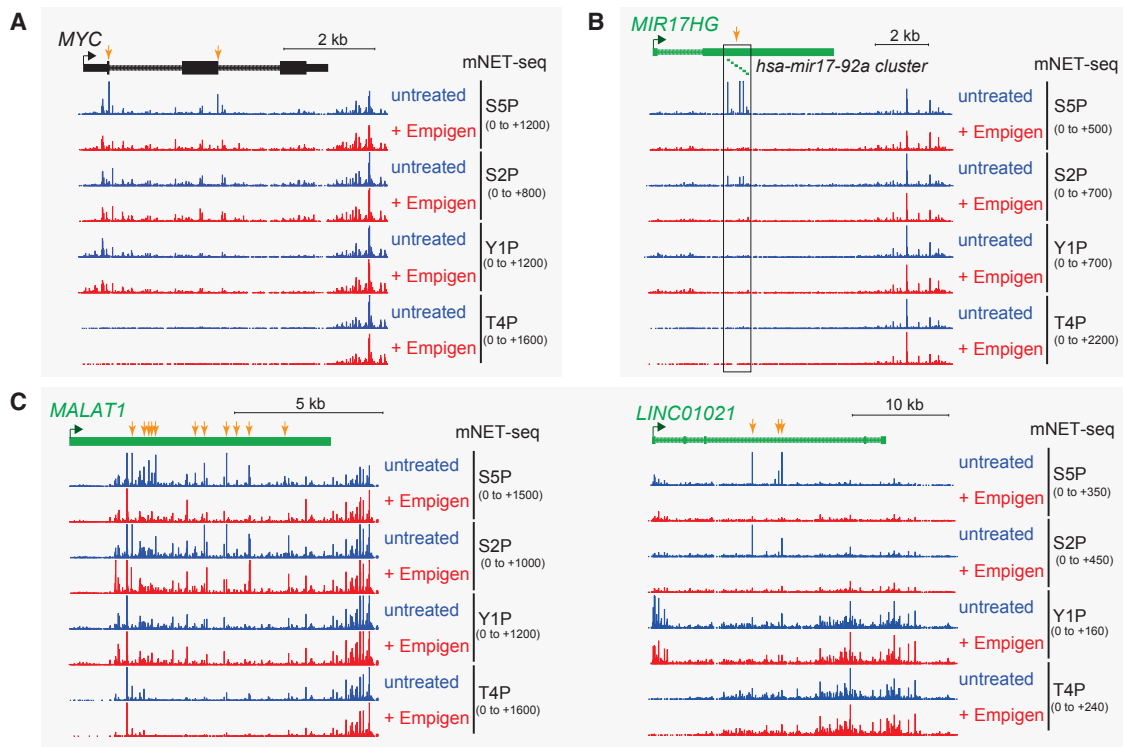 A
MYC
2 kb
mNET-seq
untreated
S5P
(0 to +1200)
+ Empigen
untreated
S2P
(0 to +800)
+ Empigen
untreated
Y1P
(0 to +1200)
+ Empigen
untreated
T4P
(0 to +1600)
+ Empigen
B
MIR17HG
2 kb
hsa-mir17-92a cluster
mNET-seq
untreated
S5P
(0 to +500)
+ Empigen
untreated
S2P
(0 to +700)
+ Empigen
untreated
Y1P
(0 to +700)
+ Empigen
untreated
T4P
(0 to +2200)
+ Empigen
C
MALAT1
5 kb
mNET-seq
untreated
S5P
(0 to +1500)
+ Empigen
untreated
S2P
(0 to +1000)
+ Empigen
untreated
Y1P
(0 to +1200)
+ Empigen
untreated
T4P
(0 to +1600)
+ Empigen
LINC01021
10 kb
mNET-seq
untreated
S5P
(0 to +350)
+ Empigen
untreated
S2P
(0 to +450)
+ Empigen
untreated
Y1P
(0 to +160)
+ Empigen
untreated
T4P
(0 to +240)
+ Empigen